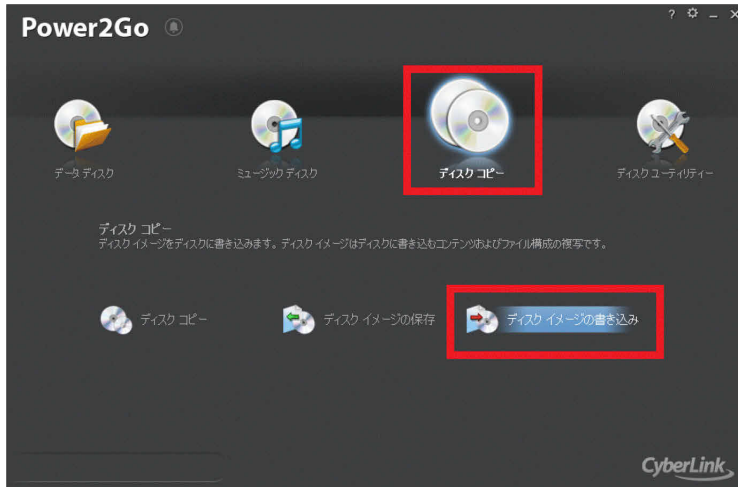 Power2Go
? _ ×
データ ディスク
ミュージック ディスク
ディスク コピー
ディスク ユーティリティー
ディスク コピー
ディスク イメージをディスクに書き込みます。ディスク イメージはディスクに書き込むコンテンツおよびファイル構成の複写です。
ディスク コピー
ディスク イメージの保存
ディスク イメージの書き込み
CyberLink